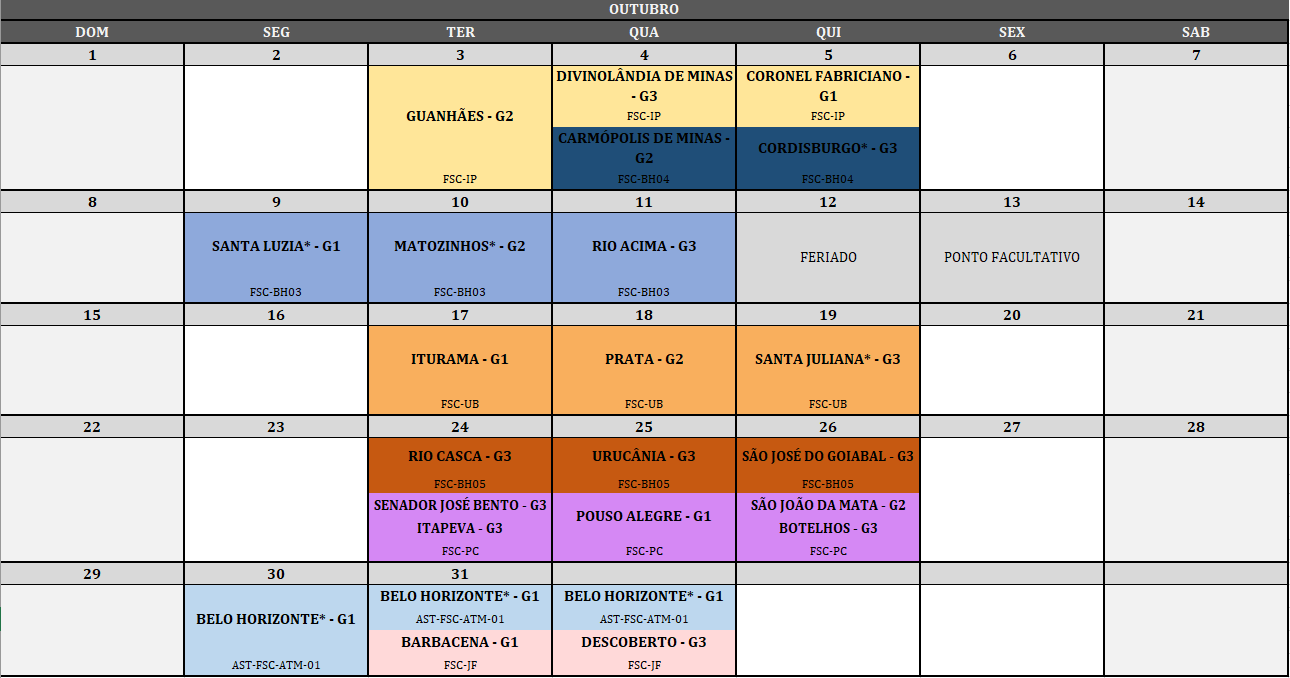 OUTUBRO
DOM SEG TER QUA QUI SEX SAB
1 2 3 4 5 6 7
GUANHÃES - G2
FSC-IP
DIVINOLÂNDIA DE MINAS
- G3
FSC-IP
CARMÓPOLIS DE MINAS -
G2
FSC-BH04
CORONEL FABRICIANO -
G1
FSC-IP
CORDISBURGO* - G3
FSC-BH04
8 9 10 11 12 13 14
SANTA LUZIA* - G1
FSC-BH03
MATOZINHOS* - G2
FSC-BH03
RIO ACIMA - G3
FSC-BH03
FERIADO
PONTO FACULTATIVO
15 16 17 18 19 20 21
ITURAMA - G1
FSC-UB
PRATA - G2
FSC-UB
SANTA JULIANA* - G3
FSC-UB
22 23 24 25 26 27 28
RIO CASCA - G3
FSC-BH05
SENADOR JOSÉ BENTO - G3
ITAPEVA - G3
FSC-PC
URUCÂNIA - G3
FSC-BH05
POUSO ALEGRE - G1
FSC-PC
SÃO JOSÉ DO GOIABAL - G3
FSC-BH05
SÃO JOÃO DA MATA - G2
BOTELHOS - G3
FSC-PC
29 30 31
BELO HORIZONTE* - G1
AST-FSC-ATM-01
BELO HORIZONTE* - G1
AST-FSC-ATM-01
BARBACENA - G1
FSC-JF
BELO HORIZONTE* - G1
AST-FSC-ATM-01
DESCOBERTO - G3
FSC-JF